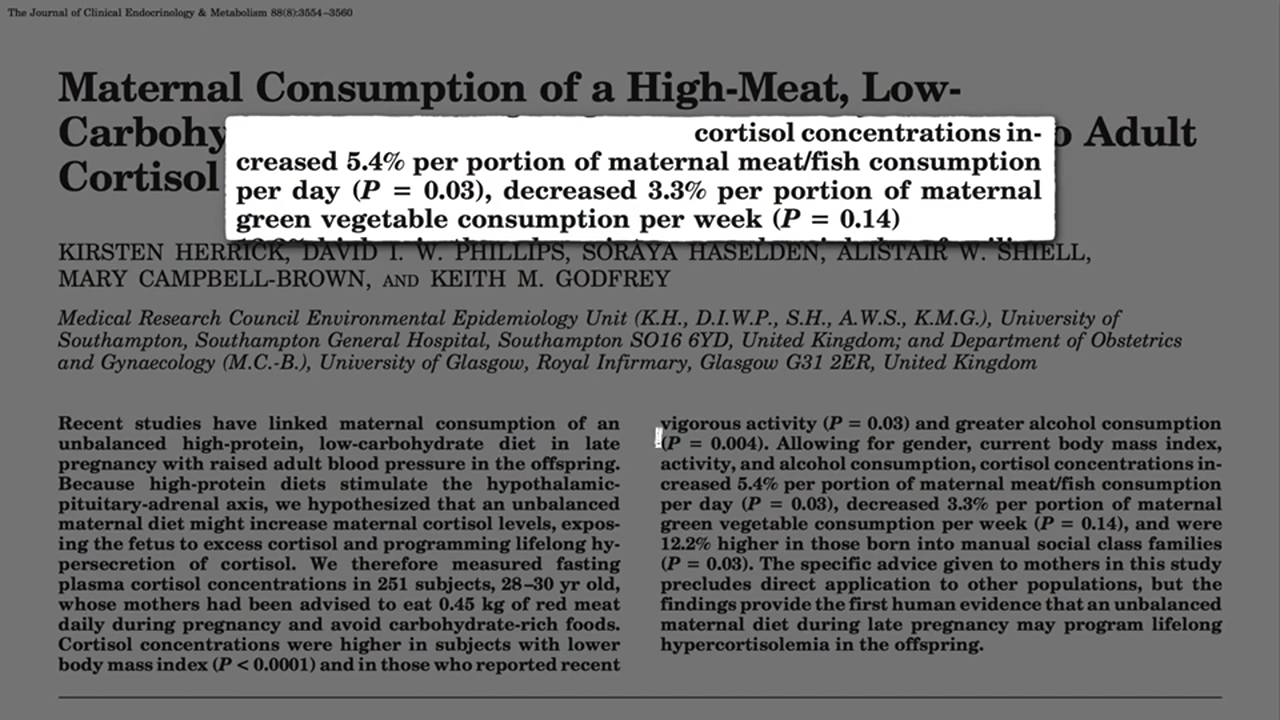 The Journal of Clinical Endocrinology & Metabolism 88(8):3554–3560
Maternal Consumption of a High-Meat, Low-
Carbohy o Adult
Cortisol
cortisol concentrations in-
creased 5.4% per portion of maternal meat/fish consumption
per day (P = 0.03), decreased 3.3% per portion of maternal
green vegetable consumption per week (P = 0.14)
KIRSTEN HERRICK, DAVID I. W. PHILLIPS, SORAYA HASELDEN, ALISTAIR W. SHIELL,
MARY CAMPBELL-BROWN, AND KEITH M. GODFREY
Medical Research Council Environmental Epidemiology Unit (K.H., D.I.W.P., S.H., A.W.S., K.M.G.), University of
Southampton, Southampton General Hospital, Southampton SO16 6YD, United Kingdom; and Department of Obstetrics
and Gynaecology (M.C.-B.), University of Glasgow, Royal Infirmary, Glasgow G31 2ER, United Kingdom
Recent studies have linked maternal consumption of an
unbalanced high-protein, low-carbohydrate diet in late
pregnancy with raised adult blood pressure in the offspring.
Because high-protein diets stimulate the hypothalamic-
pituitary-adrenal axis, we hypothesized that an unbalanced
maternal diet might increase maternal cortisol levels, expos-
ing the fetus to excess cortisol and programming lifelong hy-
persecretion of cortisol. We therefore measured fasting
plasma cortisol concentrations in 251 subjects, 28–30 yr old,
whose mothers had been advised to eat 0.45 kg of red meat
daily during pregnancy and avoid carbohydrate-rich foods.
Cortisol concentrations were higher in subjects with lower
body mass index (P < 0.0001) and in those who reported recent
vigorous activity (P = 0.03) and greater alcohol consumption
(P = 0.004). Allowing for gender, current body mass index,
activity, and alcohol consumption, cortisol concentrations in-
creased 5.4% per portion of maternal meat/fish consumption
per day (P = 0.03), decreased 3.3% per portion of maternal
green vegetable consumption per week (P = 0.14), and were
12.2% higher in those born into manual social class families
(P = 0.03). The specific advice given to mothers in this study
precludes direct application to other populations, but the
findings provide the first human evidence that an unbalanced
maternal diet during late pregnancy may program lifelong
hypercortisolemia in the offspring.